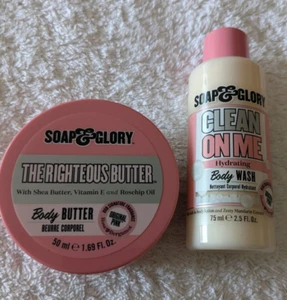 SOAP&GLORY.
THE RIGHTEOUS BUTTER.
With Shea Butter, Vitamin E and Rosehip Oil
Body BUTTER
BEURRE CORPOREL
ORIGINAL
PINK
50 ml ℮ 1.69 Fl. Oz.
SOAP&GLORY.
CLEAN
ON ME
Hydrating
Body WASH
Nettoyant Corporel Hydratant
75 ml ℮ 2.5 Fl. Oz.